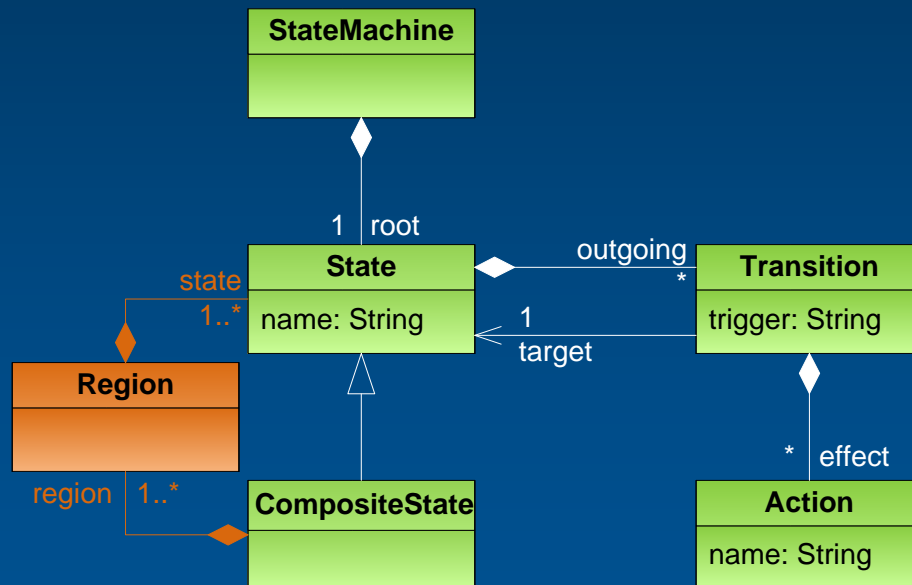 StateMachine
1 root
State
name: String
outgoing
*
1
target
Transition
trigger: String
state
1..*
Region
region 1..*
CompositeState
* effect
Action
name: String